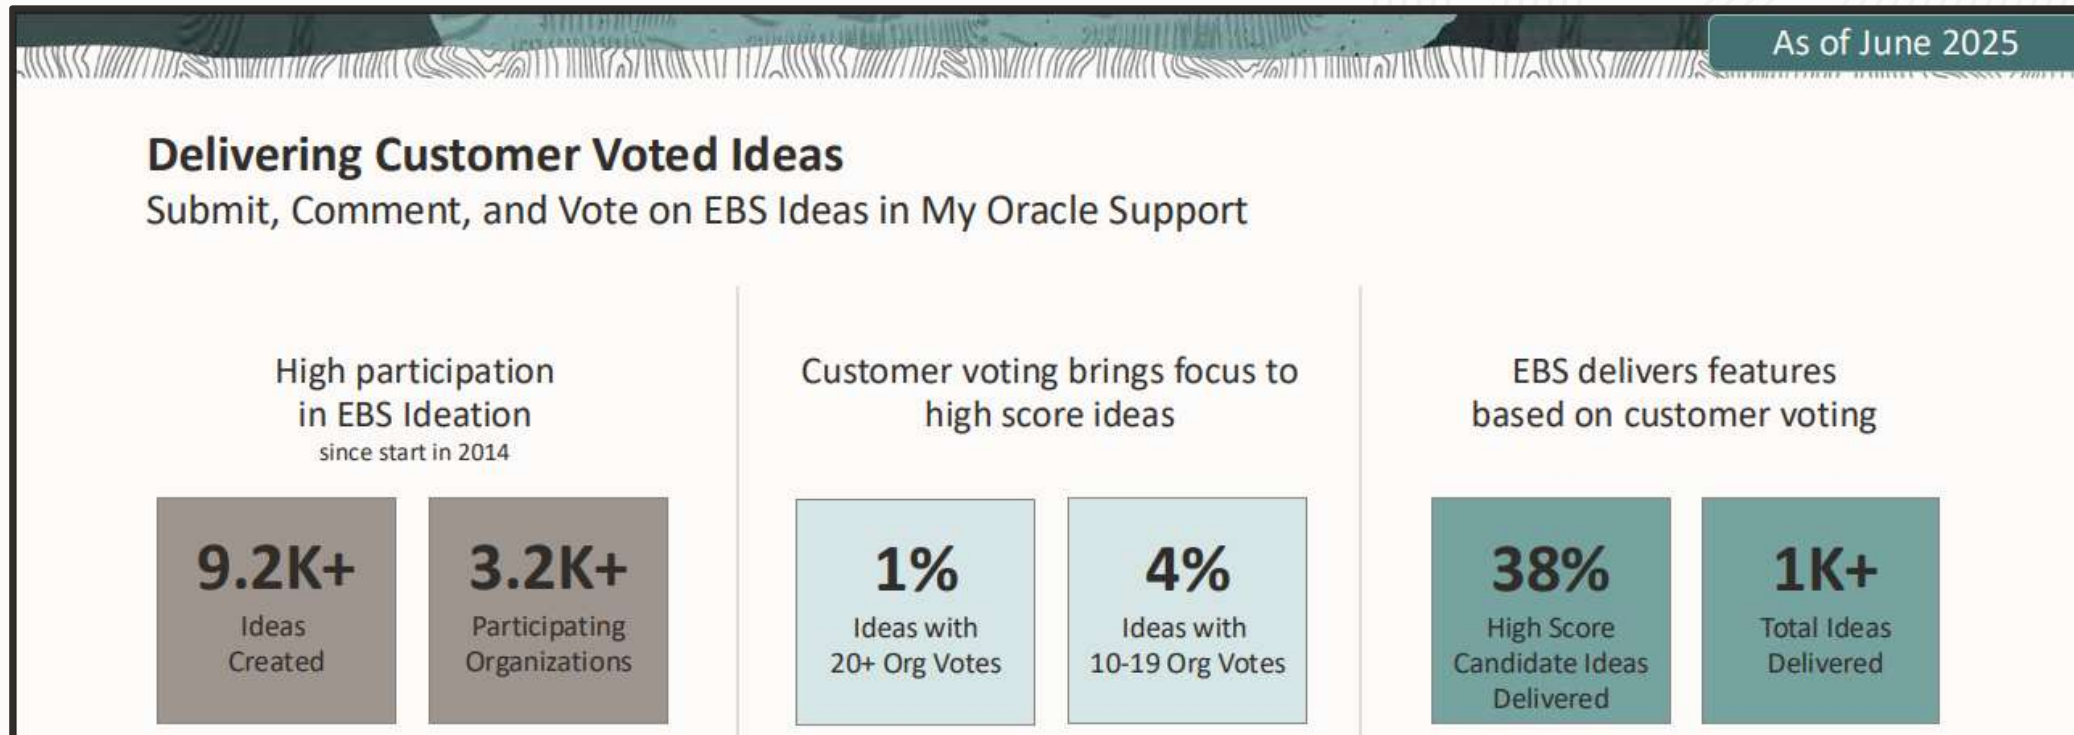 As of June 2025
Delivering Customer Voted Ideas
Submit, Comment, and Vote on EBS Ideas in My Oracle Support
High participation
in EBS Ideation
since start in 2014
9.2K+
Ideas
Created
3.2K+
Participating
Organizations
Customer voting brings focus to
high score ideas
1%
Ideas with
20+ Org Votes
4%
Ideas with
10-19 Org Votes
EBS delivers features
based on customer voting
38%
High Score
Candidate Ideas
Delivered
1K+
Total Ideas
Delivered